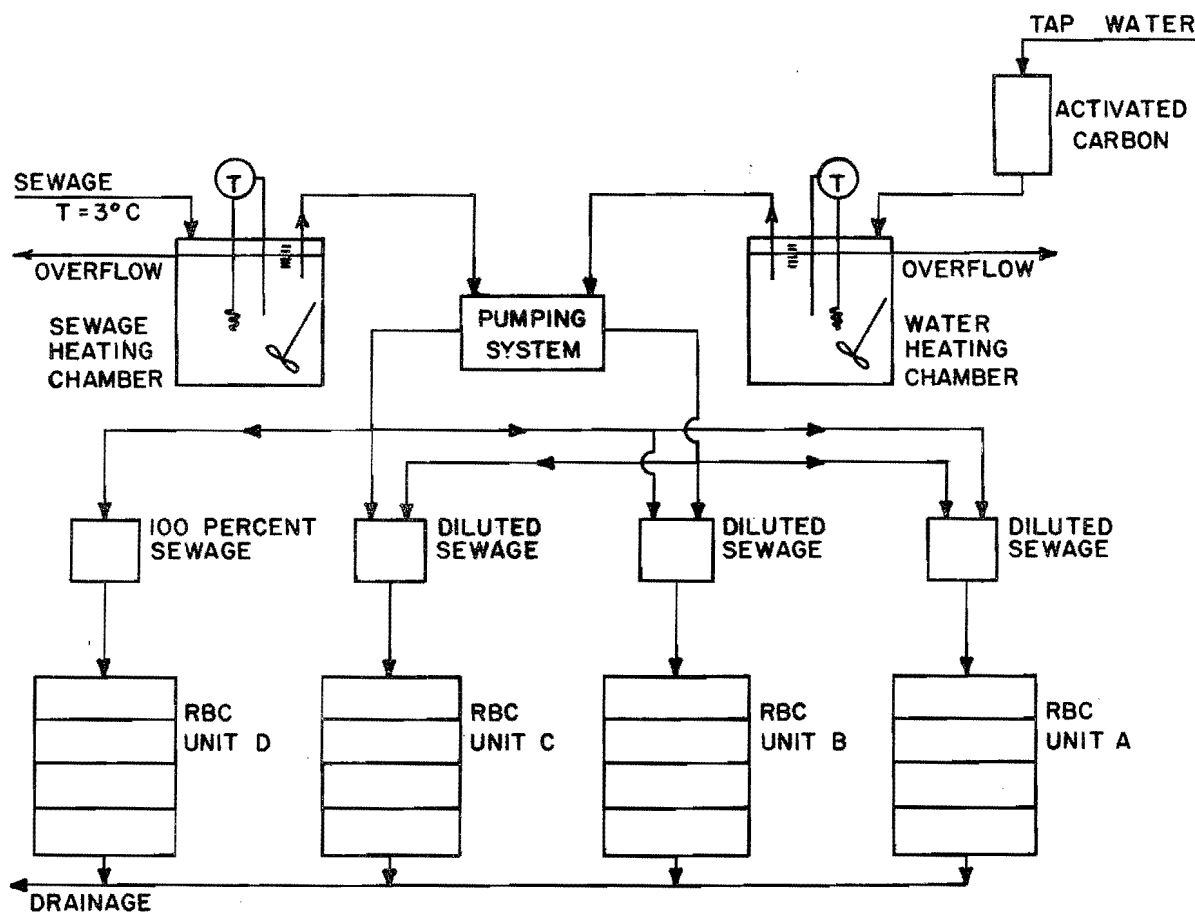 TAP WATER
ACTIVATED
CARBON
SEWAGE
T = 3°C
T
T
OVERFLOW
OVERFLOW
SEWAGE
HEATING
CHAMBER
PUMPING
SYSTEM
WATER
HEATING
CHAMBER
100 PERCENT
SEWAGE
DILUTED
SEWAGE
DILUTED
SEWAGE
DILUTED
SEWAGE
RBC
UNIT D
RBC
UNIT C
RBC
UNIT B
RBC
UNIT A
DRAINAGE